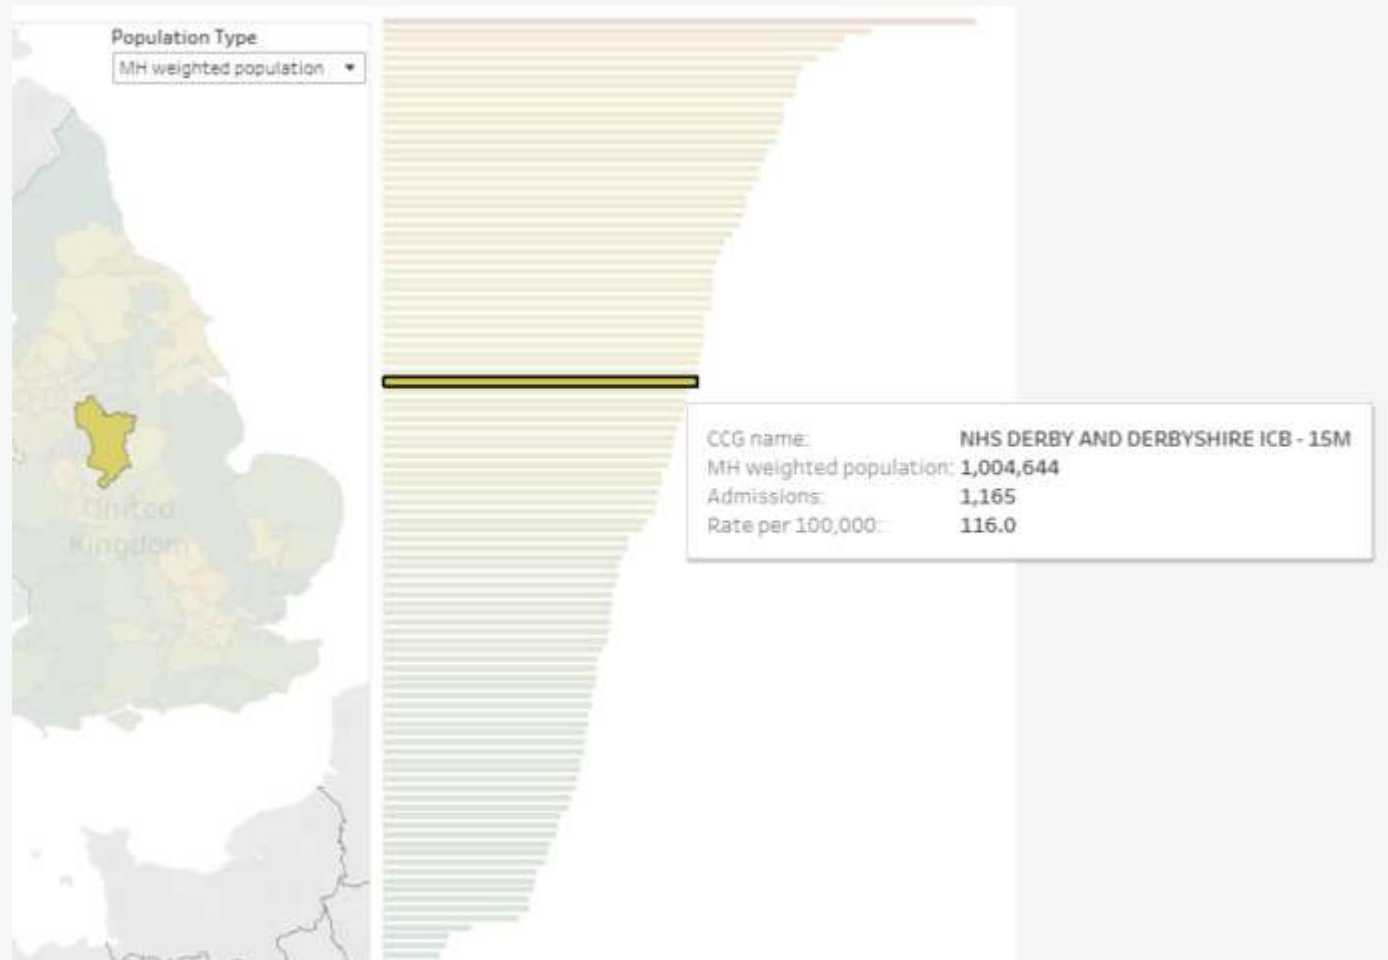 Population Type
MH weighted population
United
Kingdom
CCG name: NHS DERBY AND DERBYSHIRE ICB - 15M
MH weighted population: 1,004,644
Admissions: 1,165
Rate per 100,000: 116.0